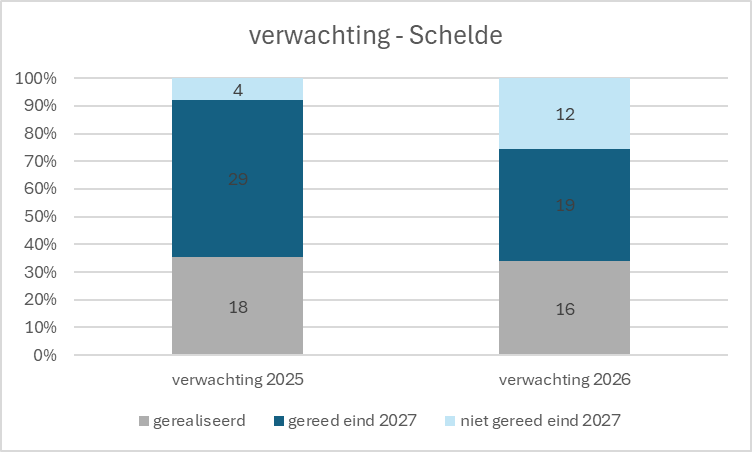 verwachting - Schelde
100%
90%
80%
70%
60%
50%
40%
30%
20%
10%
0%
4
29
18
12
19
16
verwachting 2025
verwachting 2026
gerealiseerd
gereed eind 2027
niet gereed eind 2027